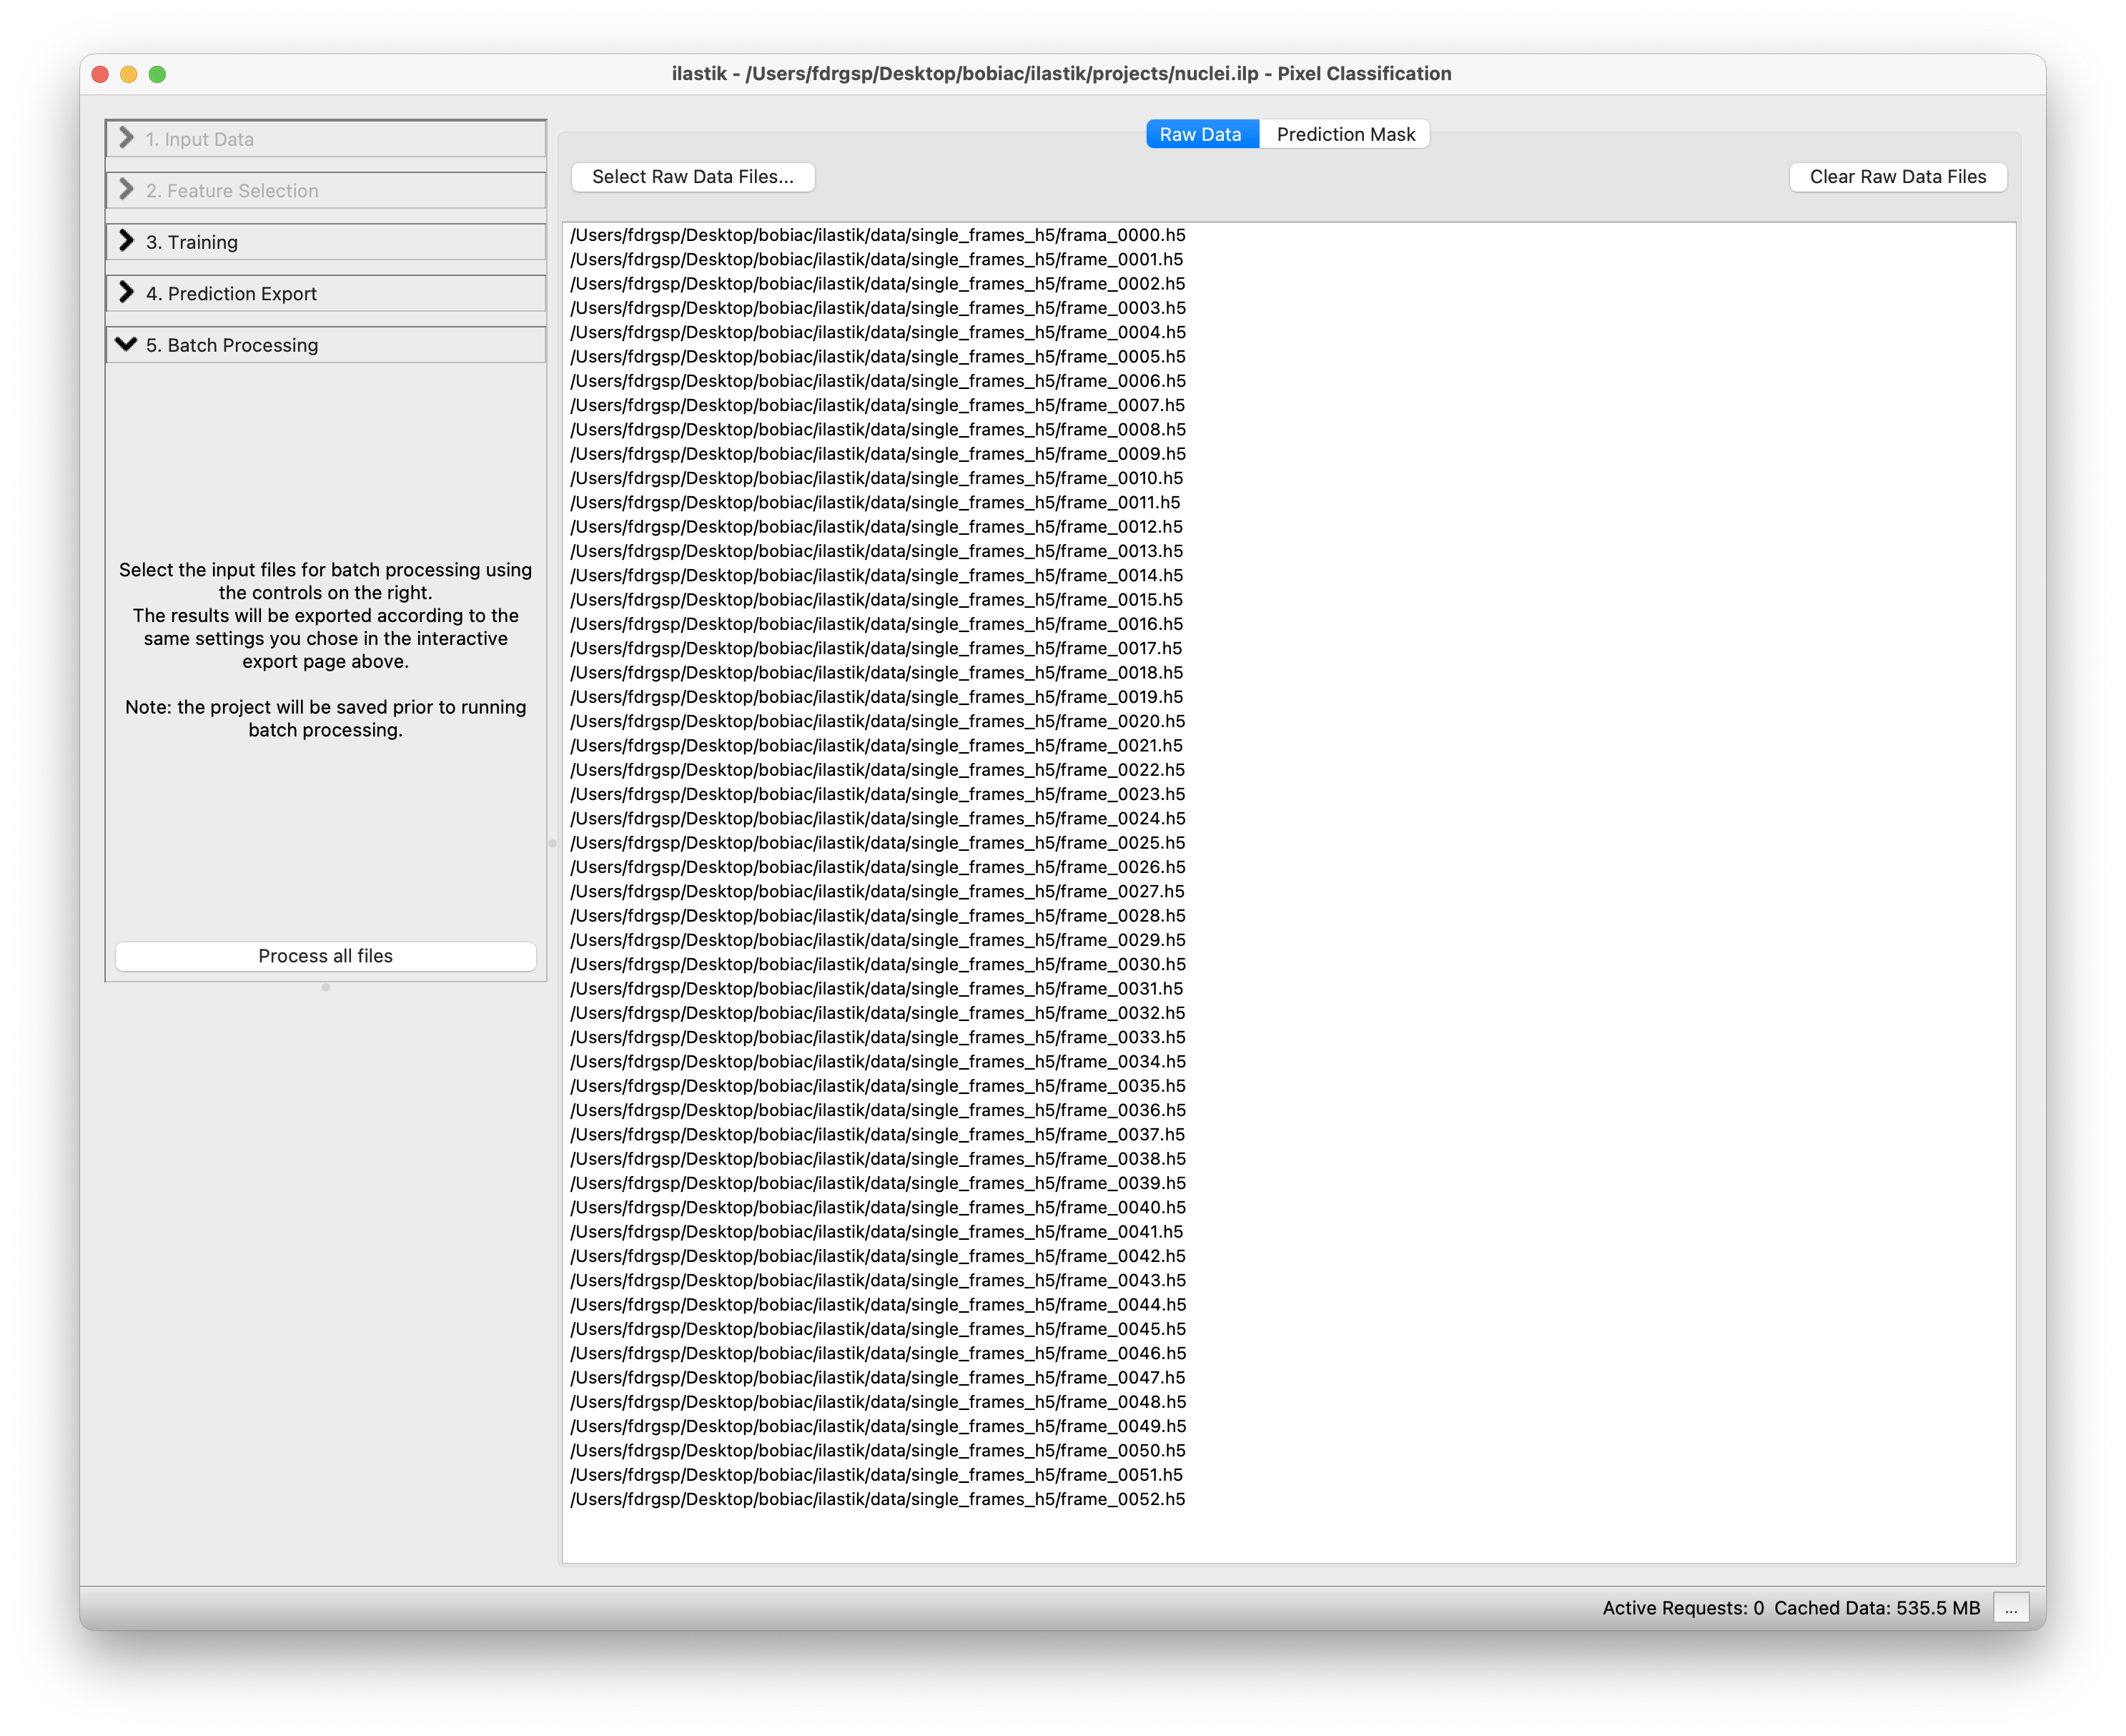 ilastik - /Users/fdrgsp/Desktop/bobiac/ilastik/projects/nuclei.ilp - Pixel Classification
1. Input Data
2. Feature Selection
3. Training
4. Prediction Export
5. Batch Processing
Select the input files for batch processing using
the controls on the right.
The results will be exported according to the
same settings you chose in the interactive
export page above.
Note: the project will be saved prior to running
batch processing.
Process all files
Raw Data
Prediction Mask
Select Raw Data Files...
Clear Raw Data Files
/Users/fdrgsp/Desktop/bobiac/ilastik/data/single_frames_h5/frama_0000.h5
/Users/fdrgsp/Desktop/bobiac/ilastik/data/single_frames_h5/frame_0001.h5
/Users/fdrgsp/Desktop/bobiac/ilastik/data/single_frames_h5/frame_0002.h5
/Users/fdrgsp/Desktop/bobiac/ilastik/data/single_frames_h5/frame_0003.h5
/Users/fdrgsp/Desktop/bobiac/ilastik/data/single_frames_h5/frame_0004.h5
/Users/fdrgsp/Desktop/bobiac/ilastik/data/single_frames_h5/frame_0005.h5
/Users/fdrgsp/Desktop/bobiac/ilastik/data/single_frames_h5/frame_0006.h5
/Users/fdrgsp/Desktop/bobiac/ilastik/data/single_frames_h5/frame_0007.h5
/Users/fdrgsp/Desktop/bobiac/ilastik/data/single_frames_h5/frame_0008.h5
/Users/fdrgsp/Desktop/bobiac/ilastik/data/single_frames_h5/frame_0009.h5
/Users/fdrgsp/Desktop/bobiac/ilastik/data/single_frames_h5/frame_0010.h5
/Users/fdrgsp/Desktop/bobiac/ilastik/data/single_frames_h5/frame_0011.h5
/Users/fdrgsp/Desktop/bobiac/ilastik/data/single_frames_h5/frame_0012.h5
/Users/fdrgsp/Desktop/bobiac/ilastik/data/single_frames_h5/frame_0013.h5
/Users/fdrgsp/Desktop/bobiac/ilastik/data/single_frames_h5/frame_0014.h5
/Users/fdrgsp/Desktop/bobiac/ilastik/data/single_frames_h5/frame_0015.h5
/Users/fdrgsp/Desktop/bobiac/ilastik/data/single_frames_h5/frame_0016.h5
/Users/fdrgsp/Desktop/bobiac/ilastik/data/single_frames_h5/frame_0017.h5
/Users/fdrgsp/Desktop/bobiac/ilastik/data/single_frames_h5/frame_0018.h5
/Users/fdrgsp/Desktop/bobiac/ilastik/data/single_frames_h5/frame_0019.h5
/Users/fdrgsp/Desktop/bobiac/ilastik/data/single_frames_h5/frame_0020.h5
/Users/fdrgsp/Desktop/bobiac/ilastik/data/single_frames_h5/frame_0021.h5
/Users/fdrgsp/Desktop/bobiac/ilastik/data/single_frames_h5/frame_0022.h5
/Users/fdrgsp/Desktop/bobiac/ilastik/data/single_frames_h5/frame_0023.h5
/Users/fdrgsp/Desktop/bobiac/ilastik/data/single_frames_h5/frame_0024.h5
/Users/fdrgsp/Desktop/bobiac/ilastik/data/single_frames_h5/frame_0025.h5
/Users/fdrgsp/Desktop/bobiac/ilastik/data/single_frames_h5/frame_0026.h5
/Users/fdrgsp/Desktop/bobiac/ilastik/data/single_frames_h5/frame_0027.h5
/Users/fdrgsp/Desktop/bobiac/ilastik/data/single_frames_h5/frame_0028.h5
/Users/fdrgsp/Desktop/bobiac/ilastik/data/single_frames_h5/frame_0029.h5
/Users/fdrgsp/Desktop/bobiac/ilastik/data/single_frames_h5/frame_0030.h5
/Users/fdrgsp/Desktop/bobiac/ilastik/data/single_frames_h5/frame_0031.h5
/Users/fdrgsp/Desktop/bobiac/ilastik/data/single_frames_h5/frame_0032.h5
/Users/fdrgsp/Desktop/bobiac/ilastik/data/single_frames_h5/frame_0033.h5
/Users/fdrgsp/Desktop/bobiac/ilastik/data/single_frames_h5/frame_0034.h5
/Users/fdrgsp/Desktop/bobiac/ilastik/data/single_frames_h5/frame_0035.h5
/Users/fdrgsp/Desktop/bobiac/ilastik/data/single_frames_h5/frame_0036.h5
/Users/fdrgsp/Desktop/bobiac/ilastik/data/single_frames_h5/frame_0037.h5
/Users/fdrgsp/Desktop/bobiac/ilastik/data/single_frames_h5/frame_0038.h5
/Users/fdrgsp/Desktop/bobiac/ilastik/data/single_frames_h5/frame_0039.h5
/Users/fdrgsp/Desktop/bobiac/ilastik/data/single_frames_h5/frame_0040.h5
/Users/fdrgsp/Desktop/bobiac/ilastik/data/single_frames_h5/frame_0041.h5
/Users/fdrgsp/Desktop/bobiac/ilastik/data/single_frames_h5/frame_0042.h5
/Users/fdrgsp/Desktop/bobiac/ilastik/data/single_frames_h5/frame_0043.h5
/Users/fdrgsp/Desktop/bobiac/ilastik/data/single_frames_h5/frame_0044.h5
/Users/fdrgsp/Desktop/bobiac/ilastik/data/single_frames_h5/frame_0045.h5
/Users/fdrgsp/Desktop/bobiac/ilastik/data/single_frames_h5/frame_0046.h5
/Users/fdrgsp/Desktop/bobiac/ilastik/data/single_frames_h5/frame_0047.h5
/Users/fdrgsp/Desktop/bobiac/ilastik/data/single_frames_h5/frame_0048.h5
/Users/fdrgsp/Desktop/bobiac/ilastik/data/single_frames_h5/frame_0049.h5
/Users/fdrgsp/Desktop/bobiac/ilastik/data/single_frames_h5/frame_0050.h5
/Users/fdrgsp/Desktop/bobiac/ilastik/data/single_frames_h5/frame_0051.h5
/Users/fdrgsp/Desktop/bobiac/ilastik/data/single_frames_h5/frame_0052.h5
Active Requests: 0 Cached Data: 535.5 MB ...